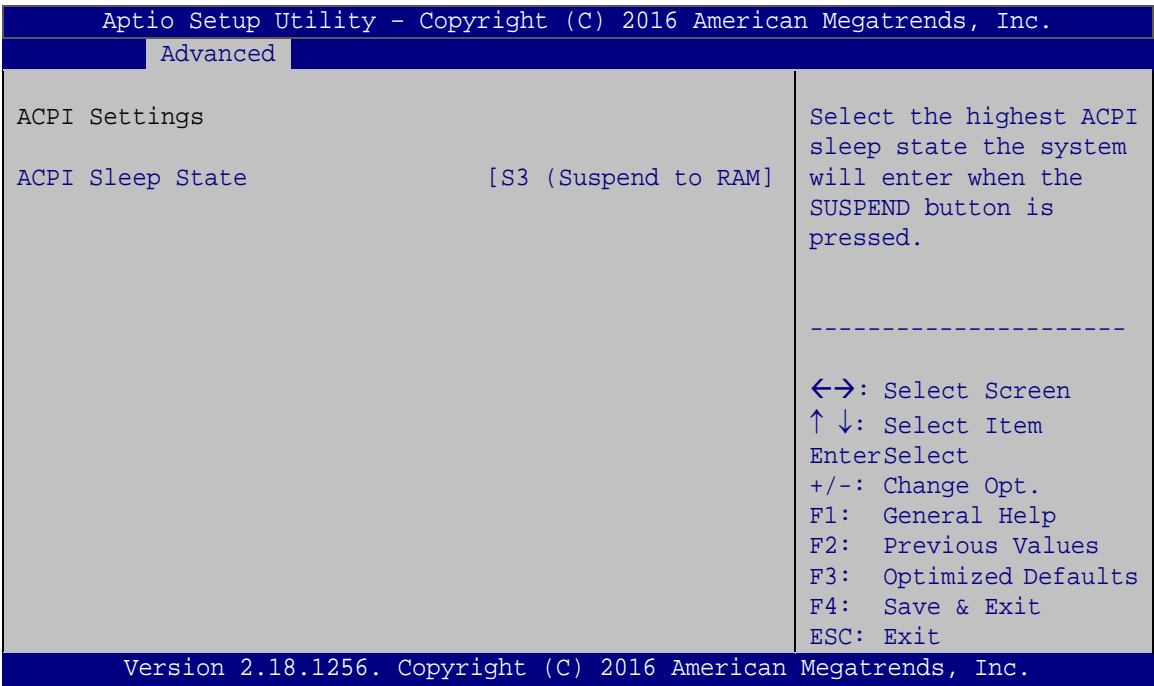 Aptio Setup Utility – Copyright (C) 2016 American Megatrends, Inc.
Advanced
ACPI Settings
ACPI Sleep State [S3 (Suspend to RAM]
Select the highest ACPI
sleep state the system
will enter when the
SUSPEND button is
pressed.
----------------------
←→: Select Screen
↑ ↓: Select Item
EnterSelect
+/-: Change Opt.
F1: General Help
F2: Previous Values
F3: Optimized Defaults
F4: Save & Exit
ESC: Exit
Version 2.18.1256. Copyright (C) 2016 American Megatrends, Inc.